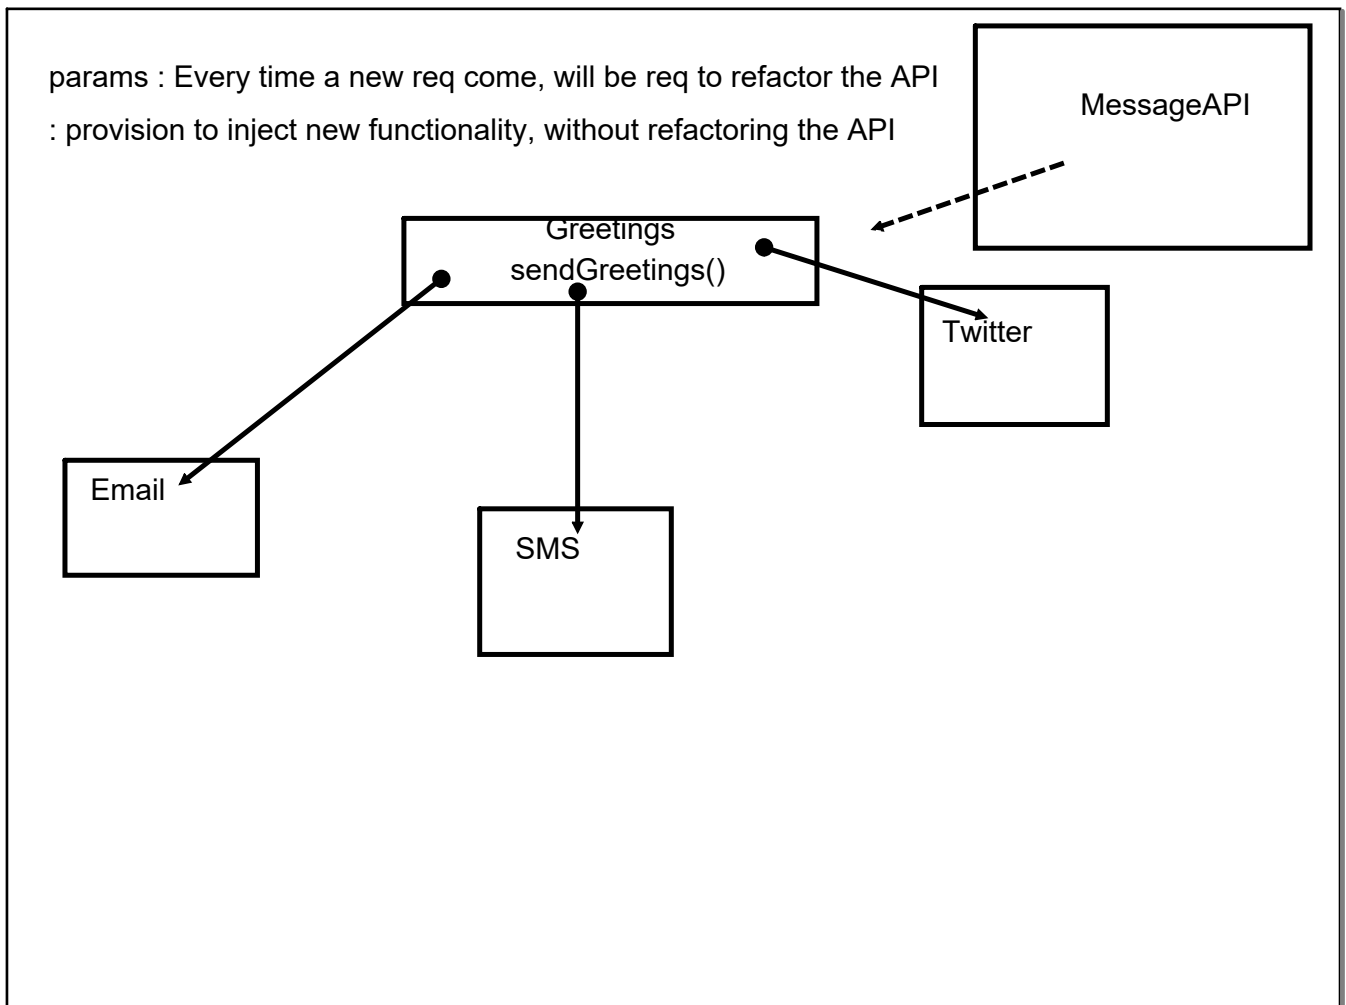 params : Every time a new req come, will be req to refactor the API
: provision to inject new functionality, without refactoring the API
MessageAPI
Greetings
sendGreetings()
Twitter
Email
SMS